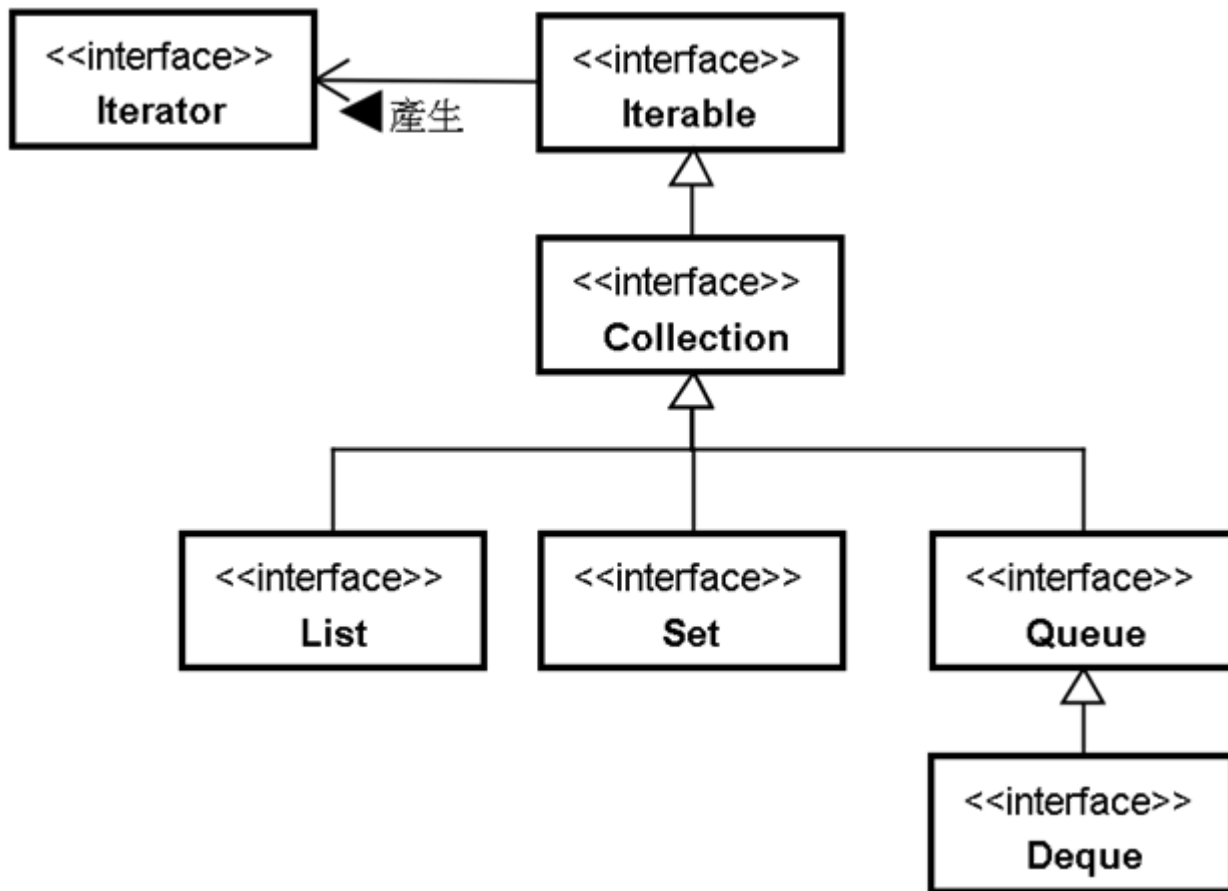 <<interface>>
Iterator
<<interface>>
Iterable
產生
<<interface>>
Collection
<<interface>>
List
<<interface>>
Set
<<interface>>
Queue
<<interface>>
Deque